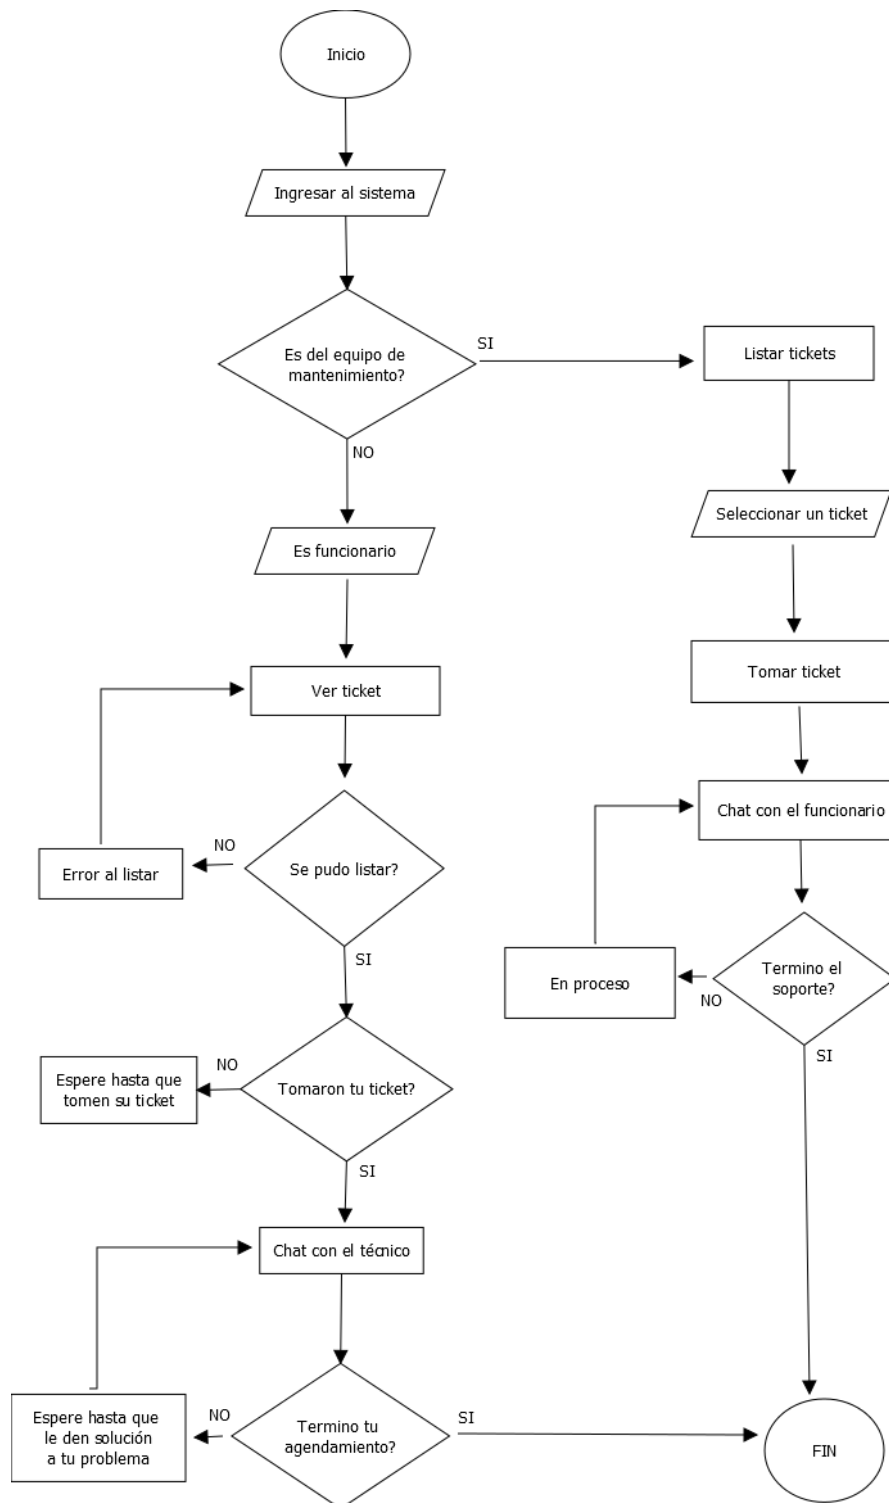 Inicio
Ingresar al sistema
Es del equipo de
mantenimiento?
SI
Listar tickets
NO
Seleccionar un ticket
Es funcionario
Tomar ticket
Ver ticket
Chat con el funcionario
NO
Se pudo listar?
Error al listar
SI
Termino el
soporte?
En proceso
NO
SI
NO
Espere hasta que
tomen su ticket
Tomaron tu ticket?
SI
Chat con el técnico
NO
Espere hasta que
le den solución
a tu problema
Termino tu
agendamiento?
SI
FIN